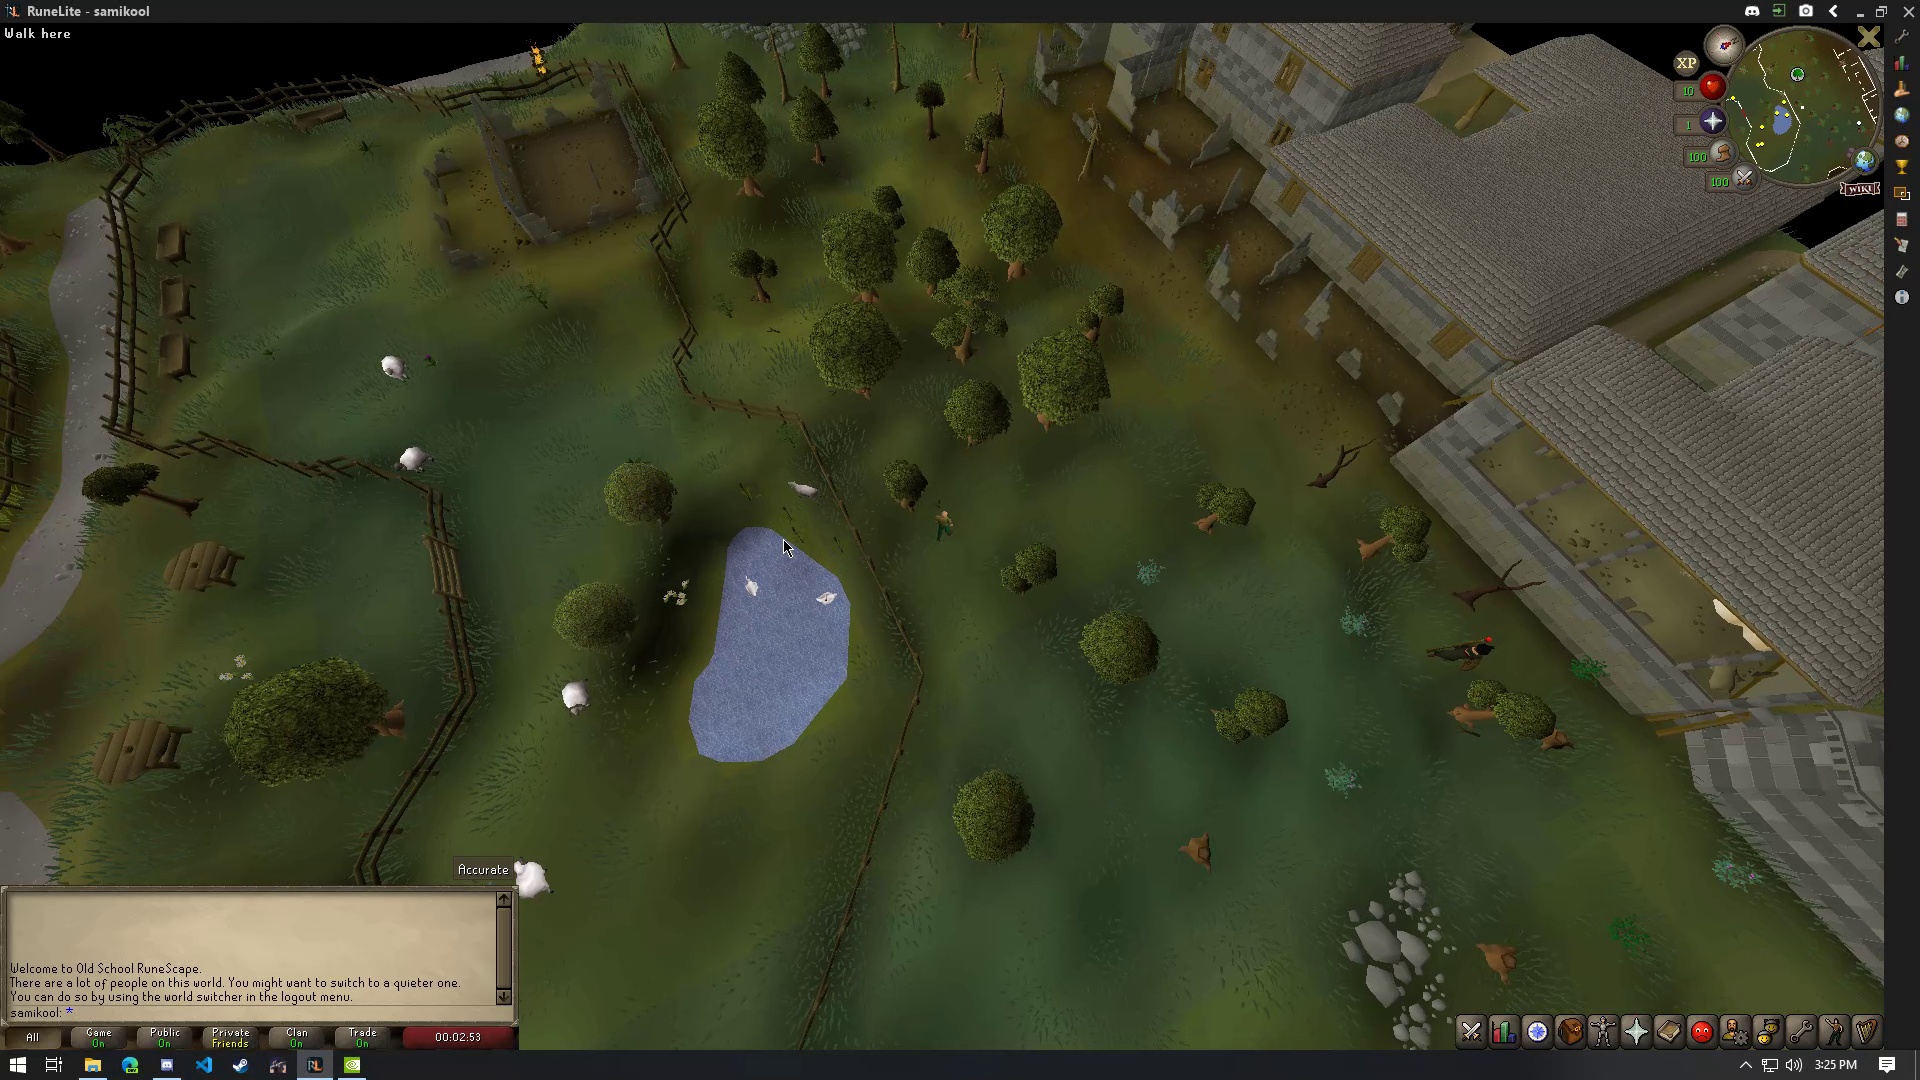 RuneLite - samikool
Walk here
XP
10
1
100
100
WIKI
Accurate
Welcome to Old School RuneScape.
There are a lot of people on this world. You might want to switch to a quieter one.
You can do so by using the world switcher in the logout menu.
samikool: *
All
Game
On
Public
On
Private
Friends
Clan
On
Trade
On
00:02:53
3:25 PM